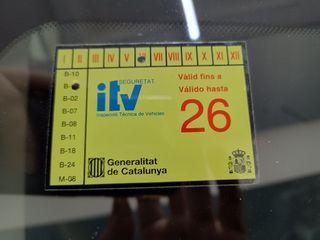 I II III IV V VII VIII IX X XI XII
B-10
B-02
B-07
B-08
B-11
B-18
B-24
M-08
SEGURETAT
itv
Inspecció Tècnica de Vehicles
Vàlid fins a
Válido hasta
26
Generalitat
de Catalunya